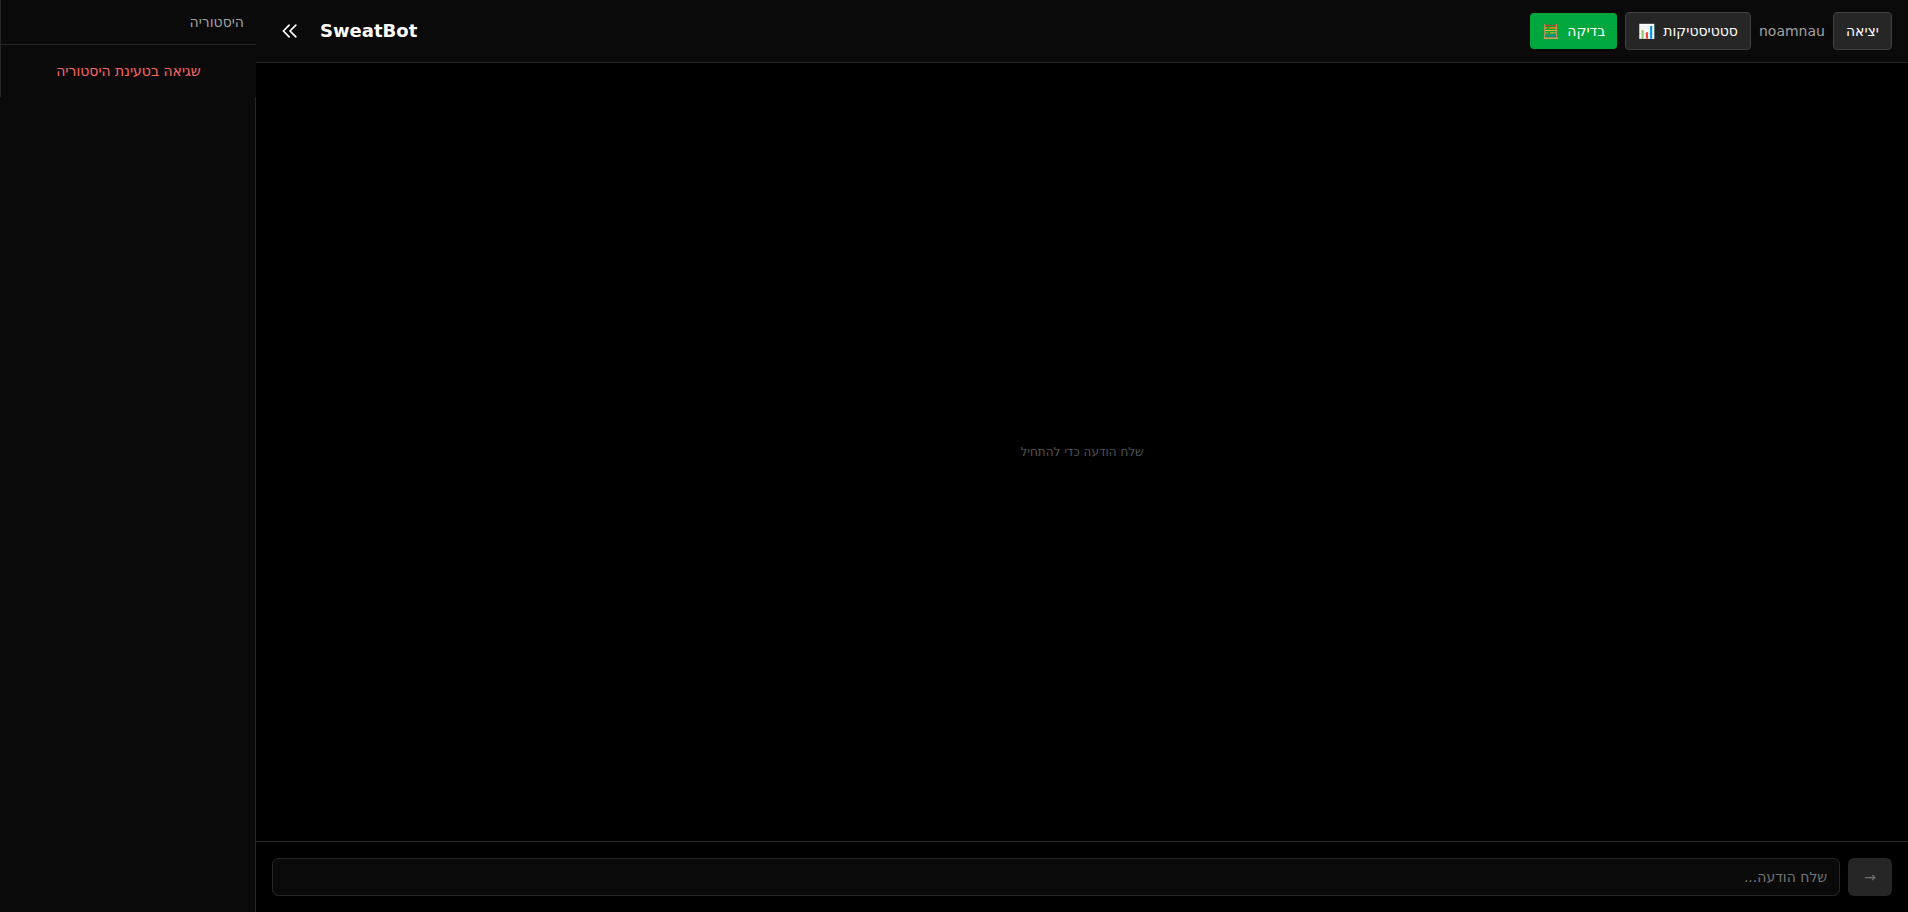 היסטוריה
שגיאה בטעינת היסטוריה
SweatBot
יציאה
noamnau
סטטיסטיקות 📊
בדיקה 🧮
שלח הודעה כדי להתחיל
שלח הודעה...
→